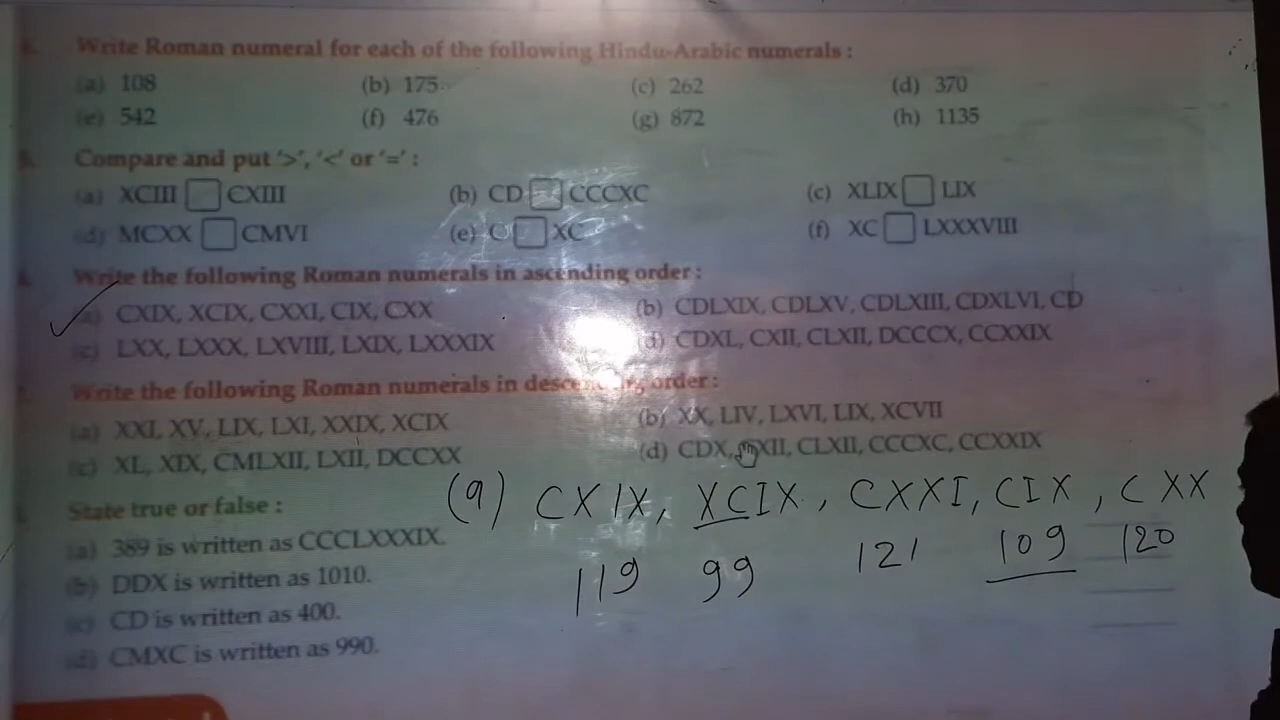 Write Roman numeral for each of the following Hindu-Arabic numerals :
(a) 108 (b) 175 (c) 262 (d) 370
(e) 542 (f) 476 (g) 872 (h) 1135
5. Compare and put '>', '<' or '=' :
(a) XCIII CXIII (b) CD CCCXC (c) XLIX LIX
(d) MCXX CMVI (e) C XC (f) XC LXXXVIII
Write the following Roman numerals in ascending order :
CXIX, XCIX, CXXI, CIX, CXX (b) CDLXIX, CDLXV, CDLXIII, CDXLVI, CD
(c) LXX, LXXX, LXVIII, LXIX, LXXXIX (d) CDXL, CXII, CLXII, DCCCX, CCXXIX
7. Write the following Roman numerals in order :
(a) XXI, XV, LIX, LXI, XXIX, XCIX (b) XX, LIV, LXVI, LIX, XCVII
(c) XL, XIX, CMLXII, LXII, DCCXX (d) CDX, CLXII, CCCXC, CCXXIX
State true or false :
(a) 389 is written as CCCLXXXIX.
(b) DDX is written as 1010.
(c) CD is written as 400.
(d) CMXC is written as 990.
(a) CXIX, XCIX, CXXI, CIX, CXX
119 99 121 109 120